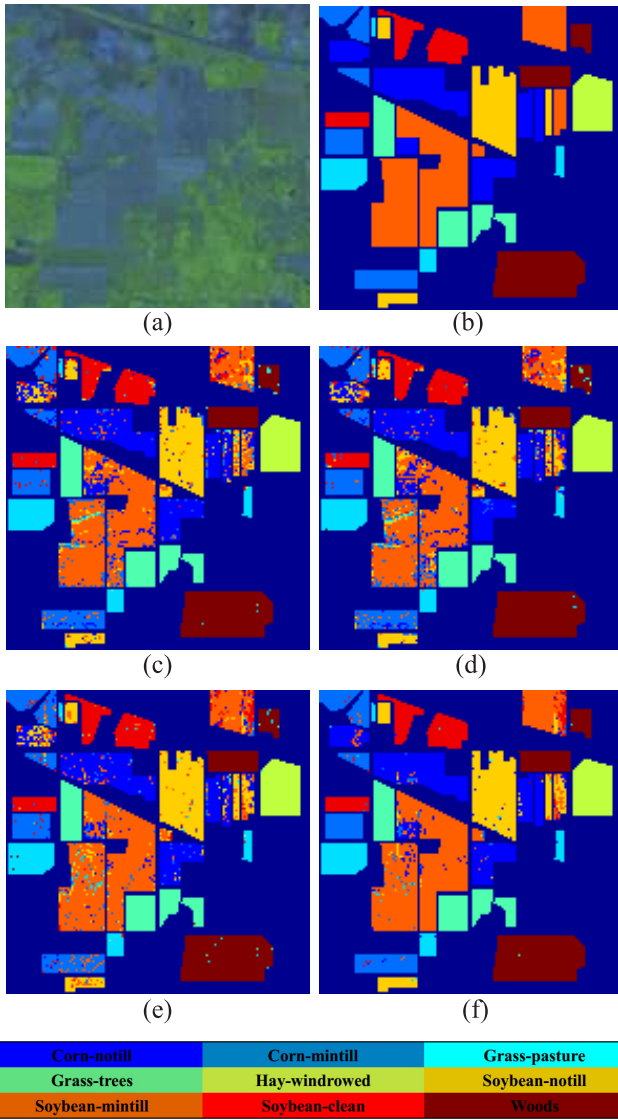 (a) (b)
(c) (d)
(e) (f)
Corn-notill Corn-mintill Grass-pasture
Grass-trees Hay-windrowed Soybean-notill
Soybean-mintill Soybean-clean Woods